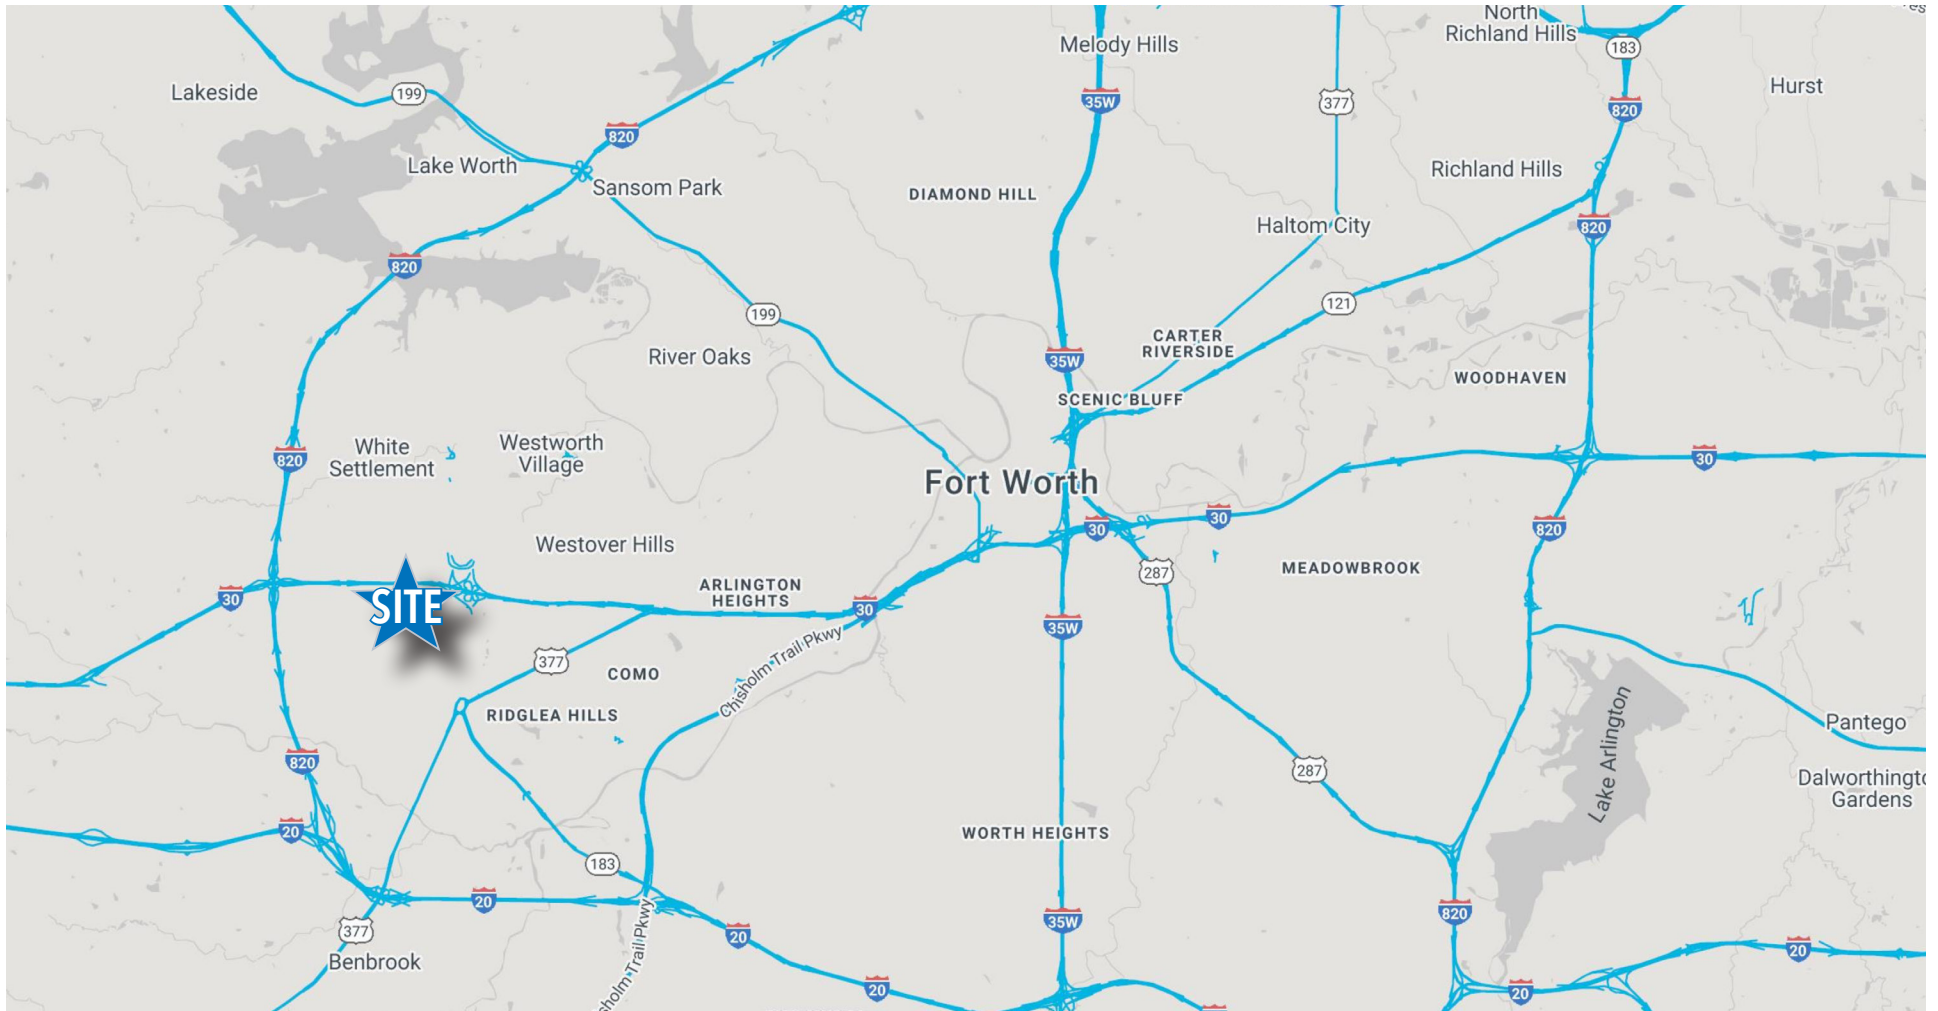 North
Richland Hills
Melody Hills
183
Lakeside
199
35W
377
820
Hurst
820
Lake Worth
Sansom Park
DIAMOND HILL
Richland Hills
Haltom City
820
820
199
121
River Oaks
35W
CARTER
RIVERSIDE
SCENIC BLUFF
WOODHAVEN
White
Settlement
Westworth
Village
820
Fort Worth
30
Westover Hills
30
30
820
30
SITE
ARLINGTON
HEIGHTS
30
287
MEADOWBROOK
35W
377
COMO
Chisholm Trail Pkwy
RIDGLEA HILLS
Lake Arlington
Pantego
820
287
Dalworthingto
Gardens
20
WORTH HEIGHTS
183
20
377
Benbrook
sholm Trail Pkwy
20
35W
820
20
20
20